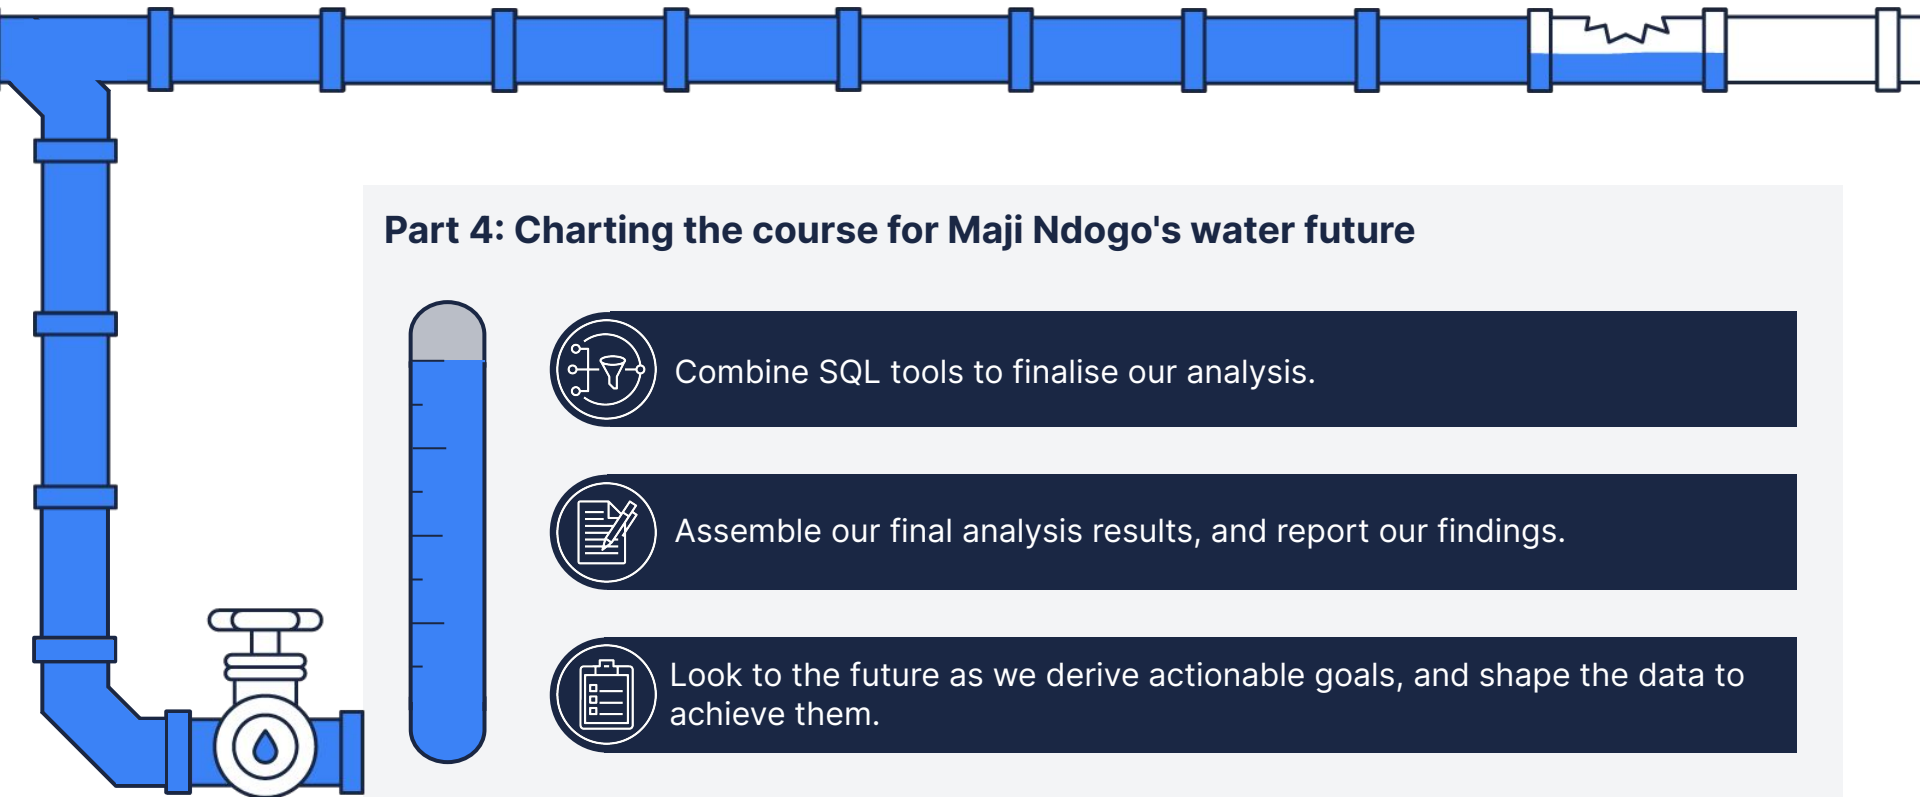 Part 4: Charting the course for Maji Ndogo's water future
Combine SQL tools to finalise our analysis.
Assemble our final analysis results, and report our findings.
Look to the future as we derive actionable goals, and shape the data to
achieve them.